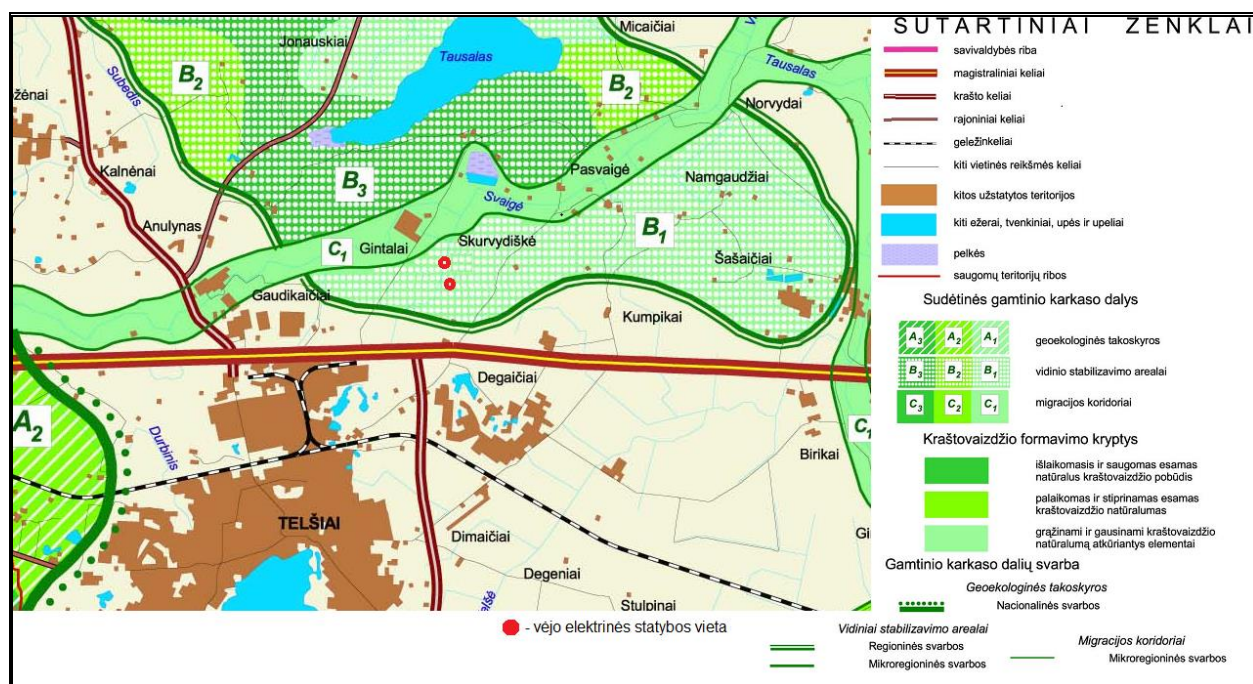 Micaičiai
Jonauskiai
Tausalas
Tausalas
B2
B2
Subedis
Norvydai
Kalnėnai
Pasvaigė
Namgaudžiai
B3
Svaigė
Anulynas
Skurvydiškė
B1
C1
Gintalai
Šašaičiai
Gaudikaičiai
Kumpikai
Degaičiai
A2
C1
Durbinis
Birikai
TELŠIAI
Dimaičiai
Degeniai
Stulpinai
SUTARTINIAI ZENKLAI
savivaldybės riba
magistraliniai keliai
krašto keliai
rajoniniai keliai
geležinkeliai
kiti vietinės reikšmės keliai
kitos užstatytos teritorijos
kiti ežerai, tvenkiniai, upės ir upeliai
pelkės
saugomų teritorijų ribos
Sudėtinės gamtinio karkaso dalys
A3 A2 A1
geoekologinės takoskyros
B3 B2 B1
vidinio stabilizavimo arealai
C3 C2 C1
migracijos koridoriai
Kraštovaizdžio formavimo kryptys
išlaikomasis ir saugomas esamas
natūralus kraštovaizdžio pobūdis
palaikomas ir stiprinamas esamas
kraštovaizdžio natūralumas
grąžinami ir gausinami kraštovaizdžio
natūralumą atkūriantys elementai
Gamtinio karkaso dalių svarba
Geoekologinės takoskyros
Nacionalinės svarbos
- vėjo elektrinės statybos vieta
Vidiniai stabilizavimo arealai
Regioninės svarbos
Mikroregioninės svarbos
Migracijos koridoriai
Mikroregioninės svarbos